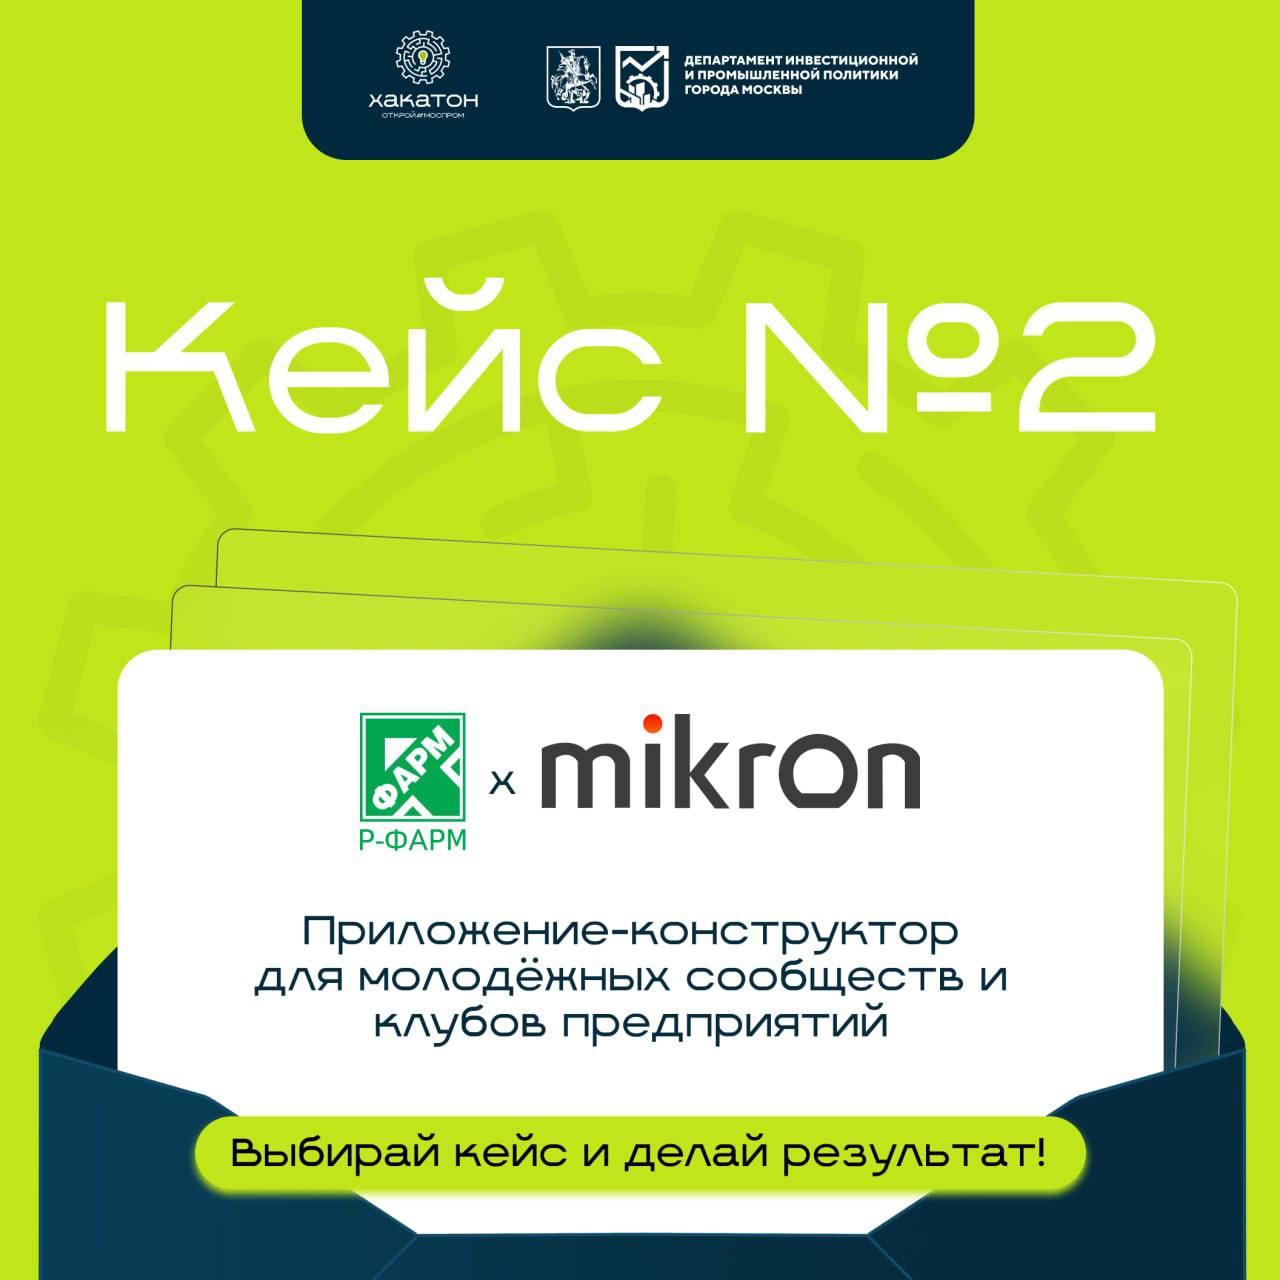 ХАКАТОН
ОТКРОЙ#МОСПРОМ
ДЕПАРТАМЕНТ ИНВЕСТИЦИОННОЙ
И ПРОМЫШЛЕННОЙ ПОЛИТИКИ
ГОРОДА МОСКВЫ
Кейс №2
ФАРМ
Р-ФАРМ
x
mikron
Приложение-конструктор
для молодёжных сообществ и
клубов предприятий
Выбирай кейс и делай результат!